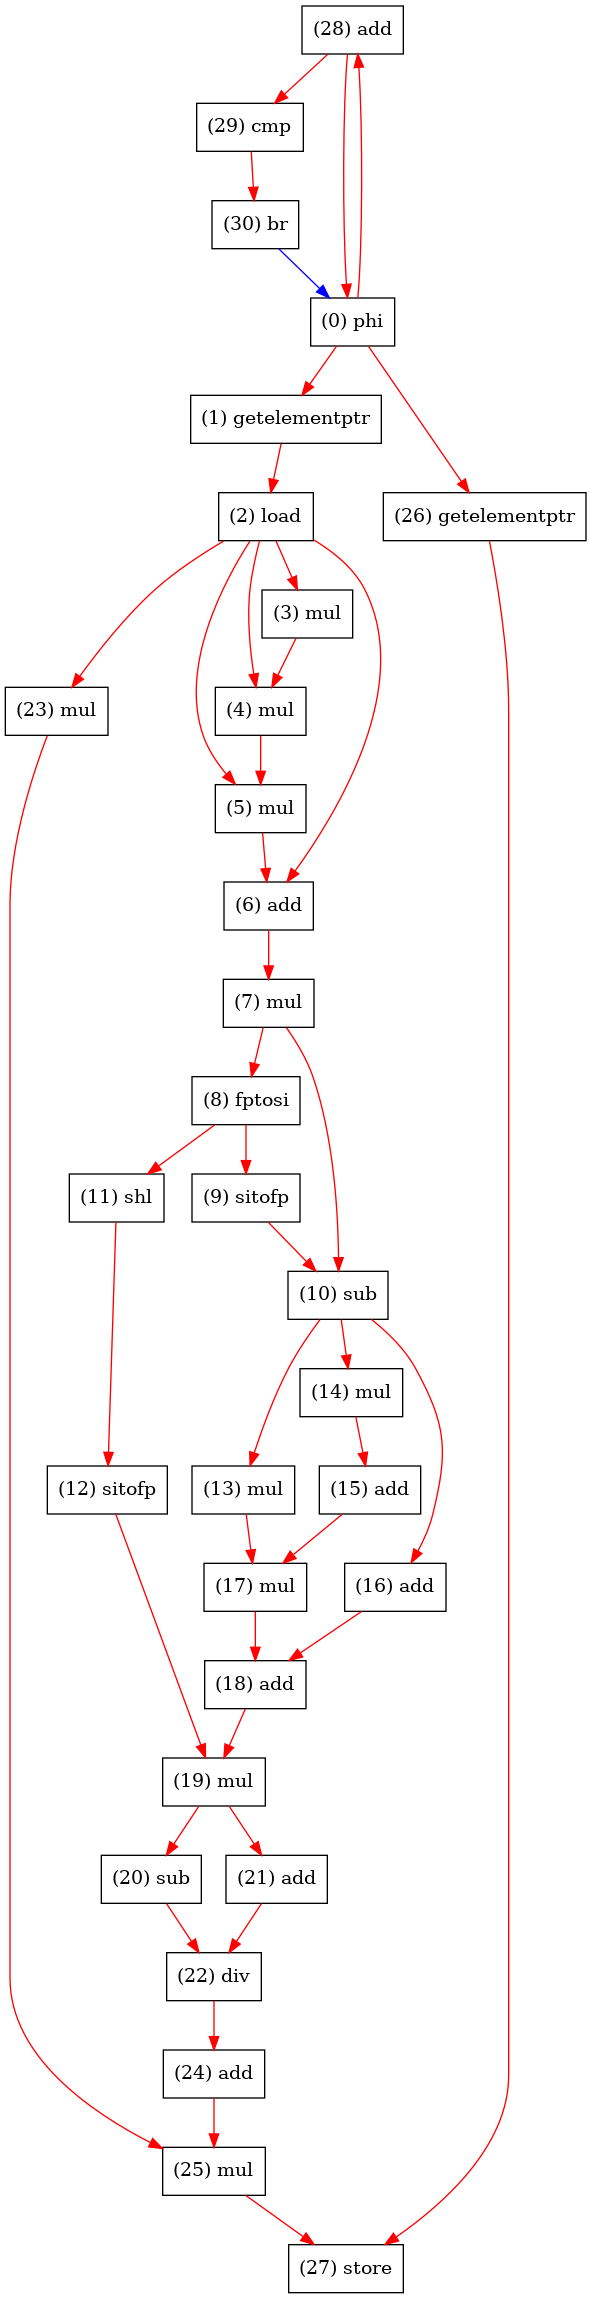 (28) add
(29) cmp
(30) br
(0) phi
(1) getelementptr
(2) load
(26) getelementptr
(3) mul
(23) mul
(4) mul
(5) mul
(6) add
(7) mul
(8) fptosi
(11) shl
(9) sitofp
(10) sub
(14) mul
(12) sitofp
(13) mul
(15) add
(17) mul
(16) add
(18) add
(19) mul
(20) sub
(21) add
(22) div
(24) add
(25) mul
(27) store